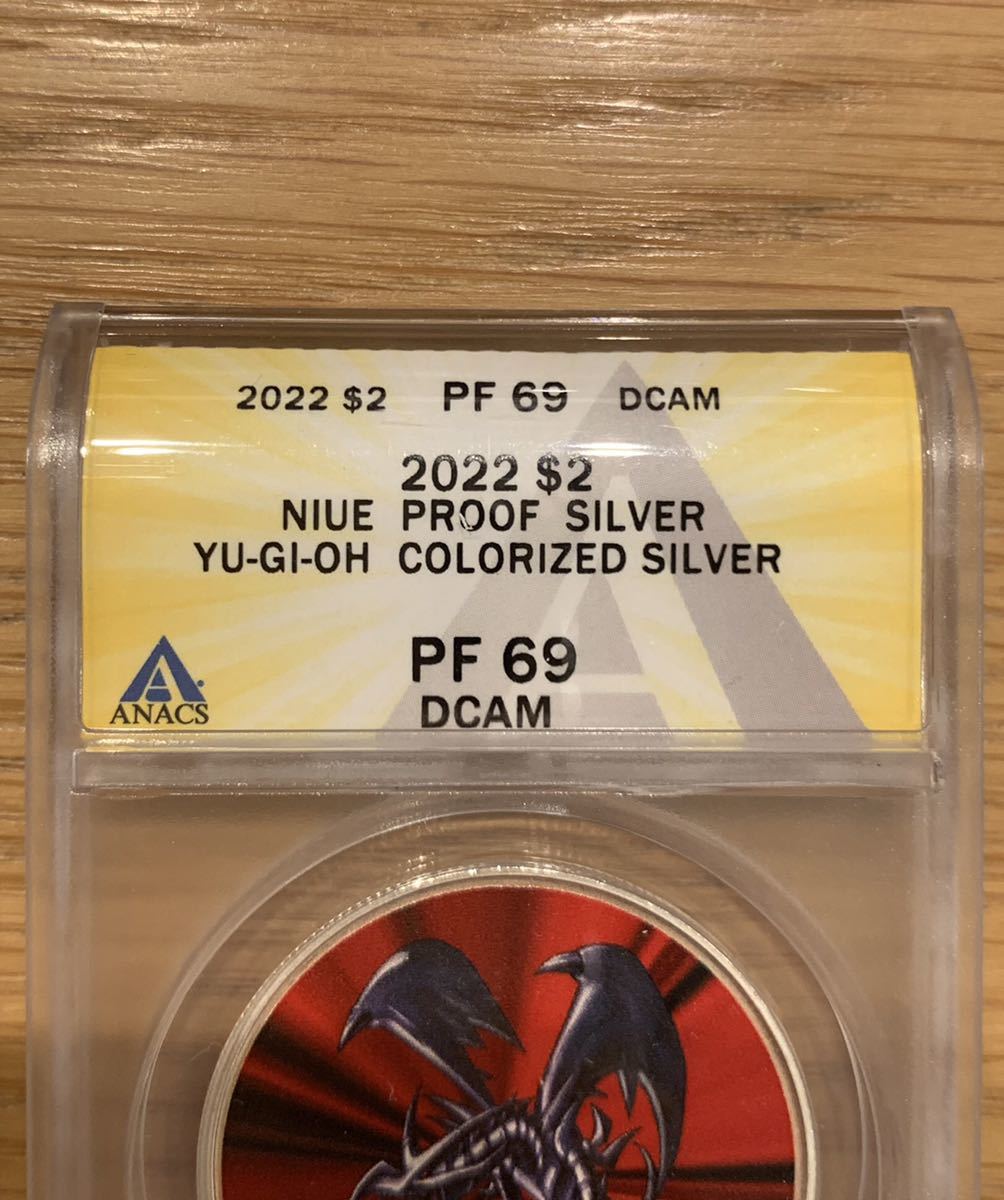 2022 $2 PF 69 DCAM
2022 $2
NIUE PROOF SILVER
YU-GI-OH COLORIZED SILVER
PF 69
DCAM
ANACS